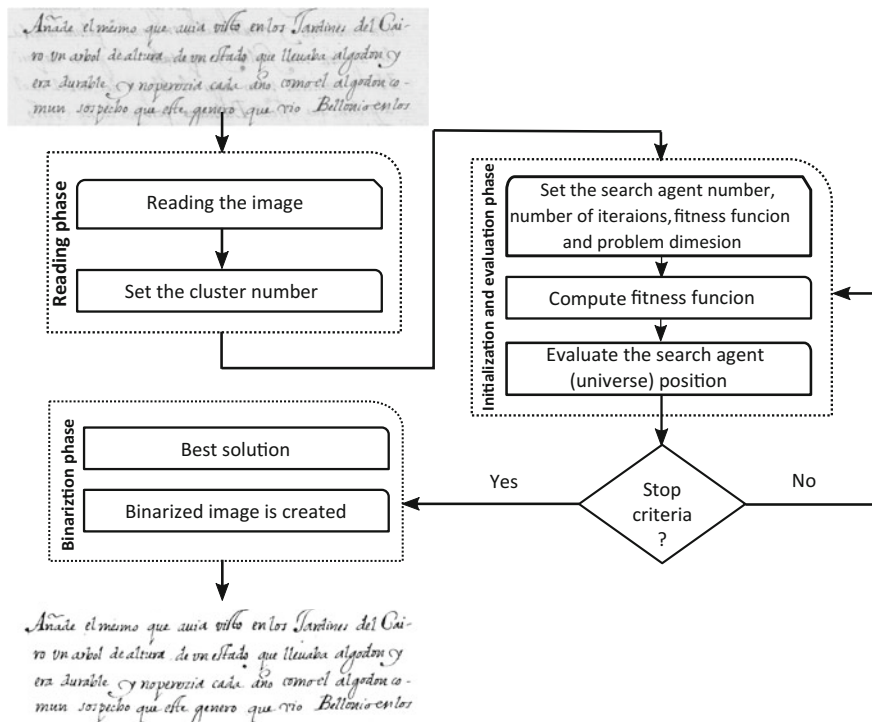 Añade el mesmo que auia visto en los Jardines del Cai-
ro vn arbol de altura de vn estado que lleuaba algodon y
era durable y noperezia cada año como el algodon co-
mun sospecho que este genero que vio Bellonio en los
Reading phase
Reading the image
Set the cluster number
Initialization and evaluation phase
Set the search agent number,
number of iteraions, fitness funcion
and problem dimesion
Compute fitness funcion
Evaluate the search agent
(universe) position
Stop
criteria
?
Yes
No
Binariztion phase
Best solution
Binarized image is created
Añade el mesmo que auia visto en los Jardines del Cai-
ro vn arbol de altura de vn estado que lleuaba algodon y
era durable y noperezia cada año como el algodon co-
mun sospecho que este genero que vio Bellonio en los